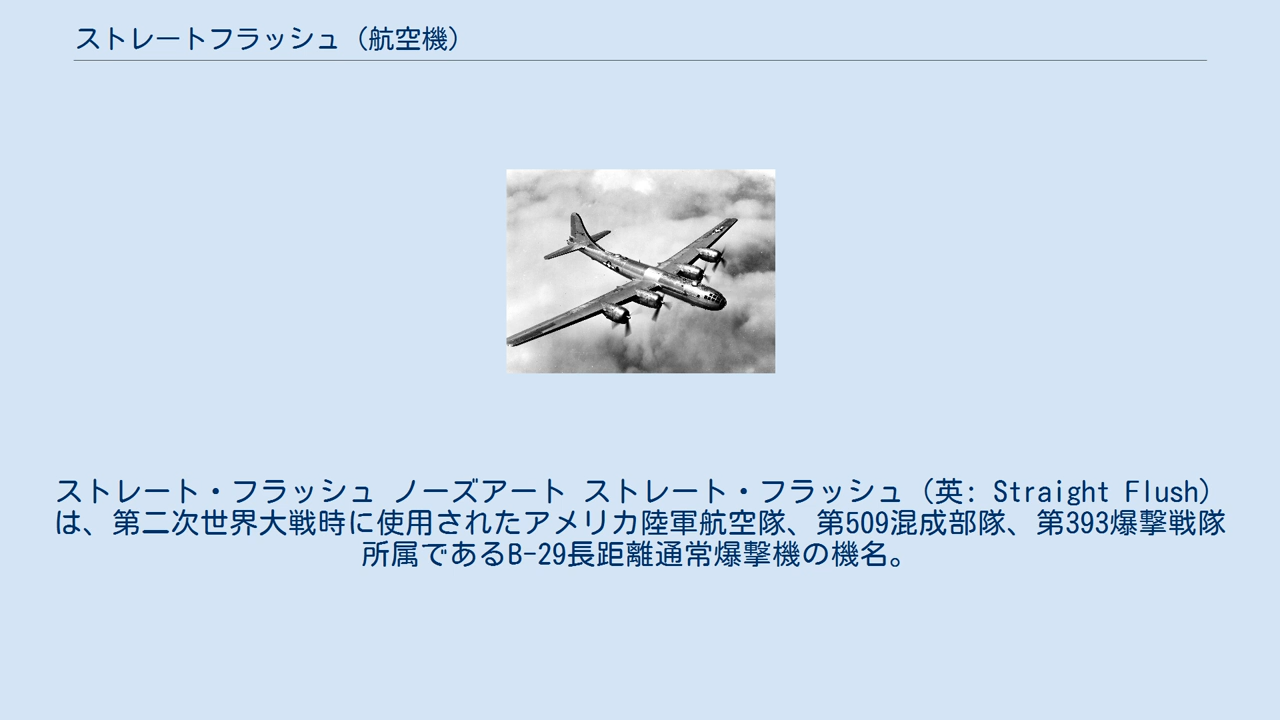 ストレートフラッシュ（航空機）
ストレート・フラッシュ ノーズアート ストレート・フラッシュ（英: Straight Flush）
は、第二次世界大戦時に使用されたアメリカ陸軍航空隊、第509混成部隊、第393爆撃戦隊
所属であるB-29長距離通常爆撃機の機名。